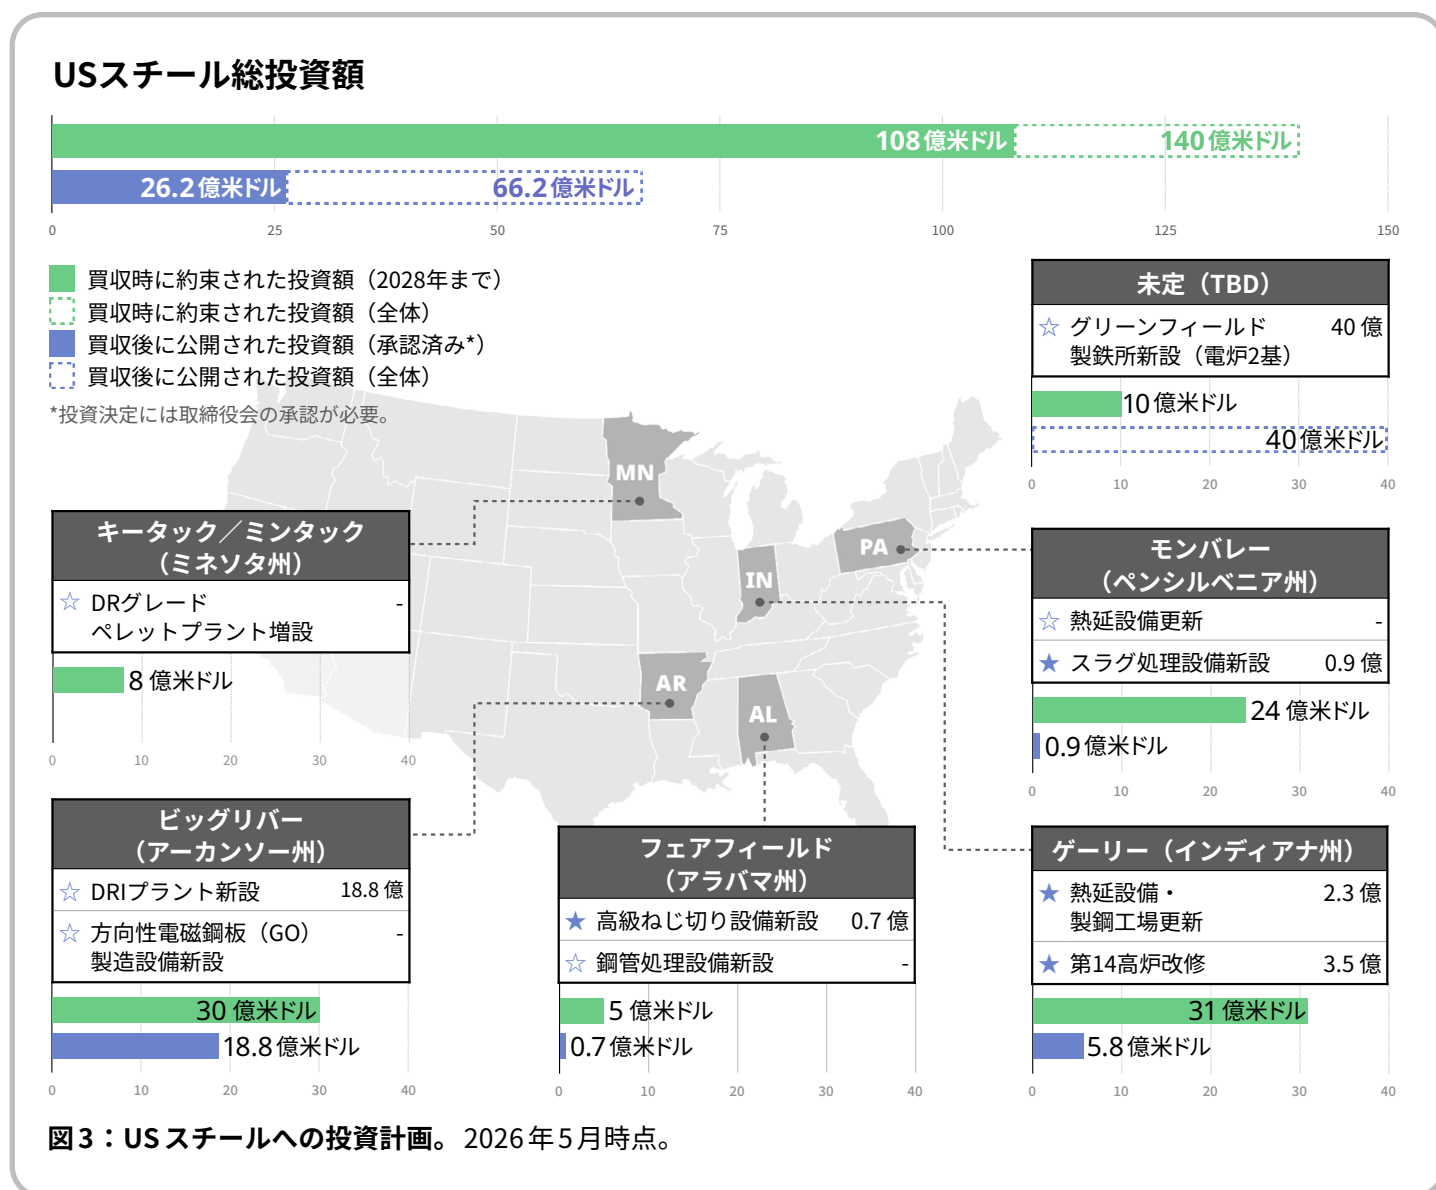 USスチール総投資額
108億米ドル
140億米ドル
26.2億米ドル
66.2億米ドル
0 25 50 75 100 125 150
買収時に約束された投資額（2028年まで）
買収時に約束された投資額（全体）
買収後に公開された投資額（承認済み*）
買収後に公開された投資額（全体）
*投資決定には取締役会の承認が必要。
未定（TBD）
☆ グリーンフィールド 40 億
製鉄所新設（電炉2基）
10億米ドル
40億米ドル
0 10 20 30 40
MN
PA
IN
AR
AL
キータック／ミンタック
（ミネソタ州）
☆ DRグレード -
ペレットプラント増設
8 億米ドル
0 10 20 30 40
モンバレー
（ペンシルベニア州）
☆ 熱延設備更新 -
★ スラグ処理設備新設 0.9 億
24 億米ドル
0.9億米ドル
0 10 20 30 40
ビッグリバー
（アーカンソー州）
☆ DRIプラント新設 18.8 億
☆ 方向性電磁鋼板（GO） -
製造設備新設
30 億米ドル
18.8億米ドル
0 10 20 30 40
フェアフィールド
（アラバマ州）
★ 高級ねじ切り設備新設 0.7 億
☆ 鋼管処理設備新設 -
5 億米ドル
0.7億米ドル
0 10 20 30 40
ゲーリー（インディアナ州）
★ 熱延設備・ 2.3 億
製鋼工場更新
★ 第14高炉改修 3.5 億
31 億米ドル
5.8億米ドル
0 10 20 30 40
図3：USスチールへの投資計画。2026年5月時点。